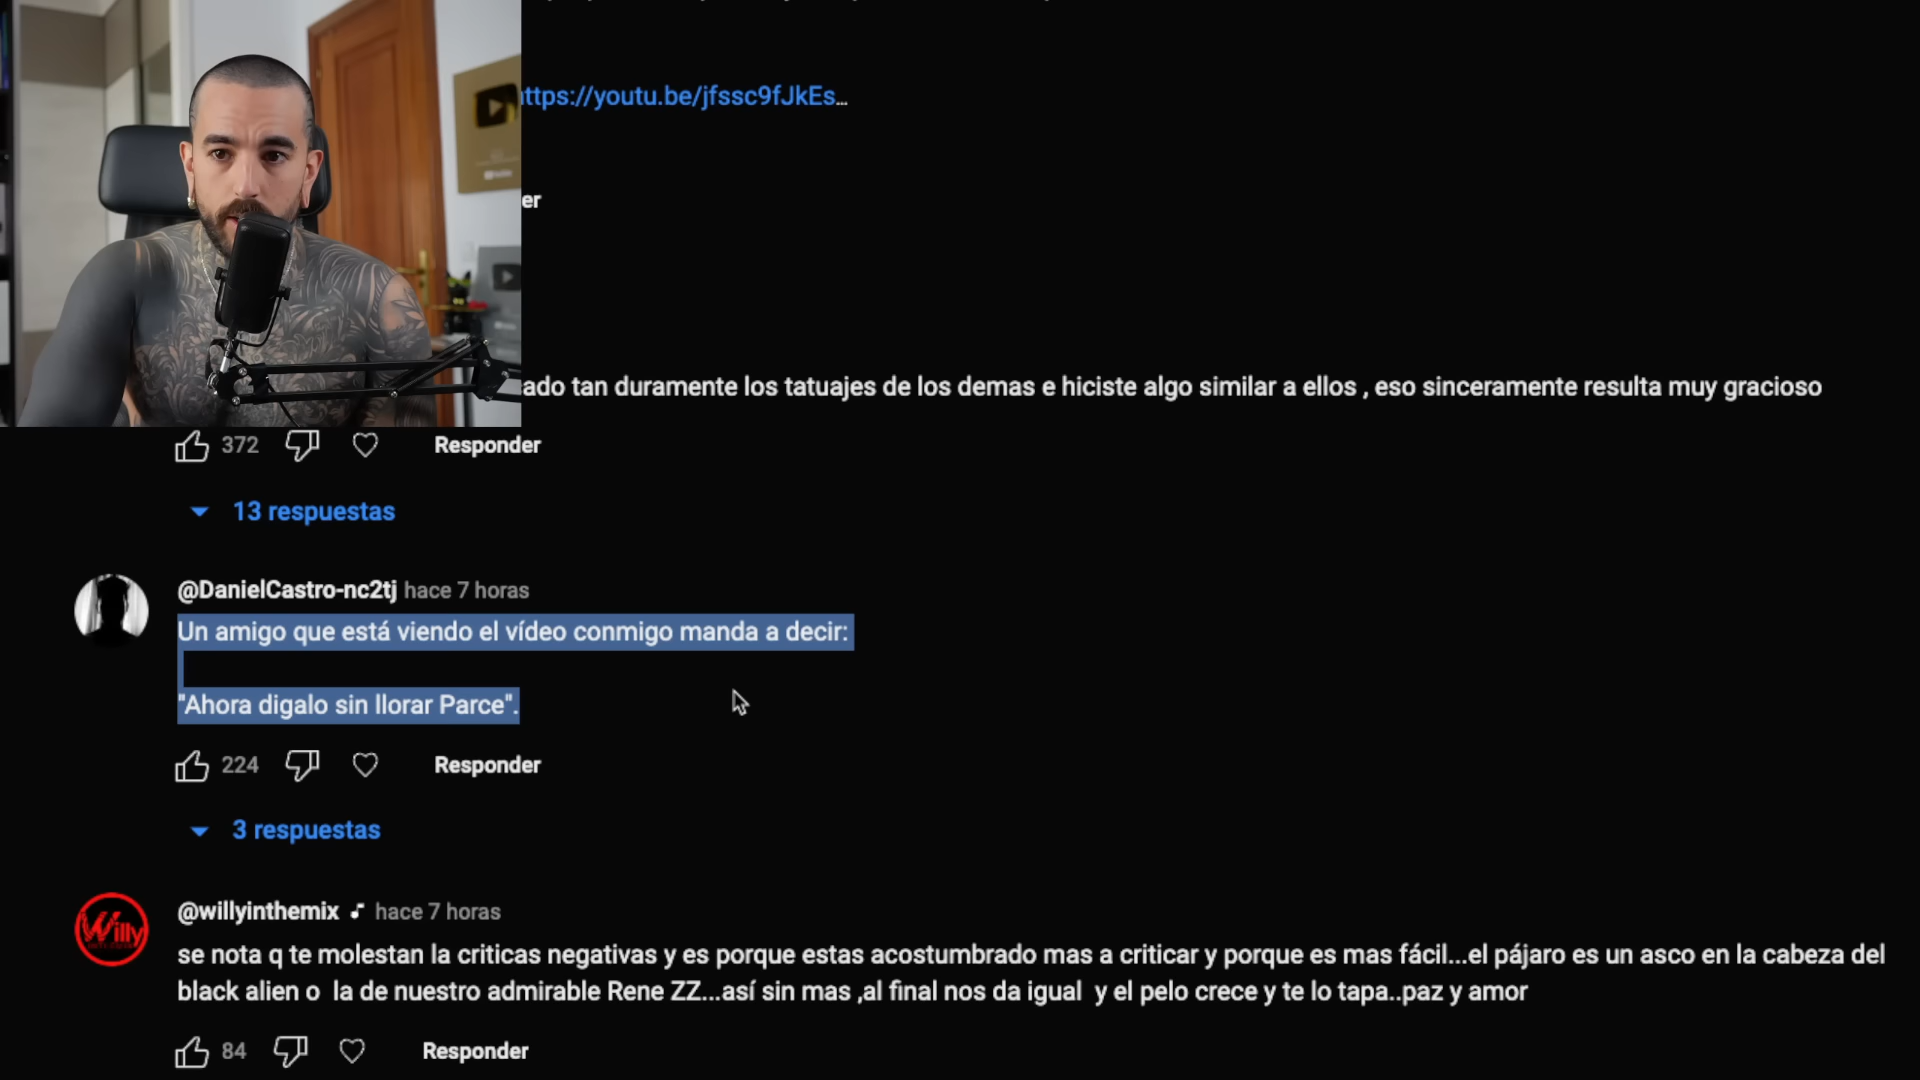 ttps://youtu.be/jfssc9fJkEs...
er
ado tan duramente los tatuajes de los demas e hiciste algo similar a ellos , eso sinceramente resulta muy gracioso
372 Responder
13 respuestas
@DanielCastro-nc2tj hace 7 horas
Un amigo que está viendo el vídeo conmigo manda a decir:
"Ahora digalo sin llorar Parce".
224 Responder
3 respuestas
Willy
@willyinthemix hace 7 horas
se nota q te molestan la criticas negativas y es porque estas acostumbrado mas a criticar y porque es mas fácil...el pájaro es un asco en la cabeza del
black alien o la de nuestro admirable Rene ZZ...así sin mas ,al final nos da igual y el pelo crece y te lo tapa..paz y amor
84 Responder